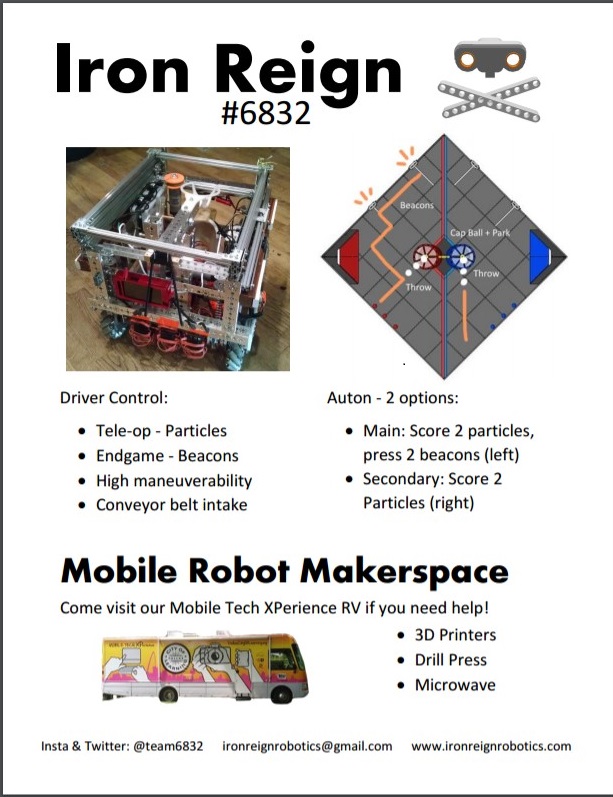 Iron Reign
#6832
Beacons
Cap Ball + Park
Throw
Throw
Driver Control:
• Tele-op - Particles
• Endgame - Beacons
• High maneuverability
• Conveyor belt intake
Auton - 2 options:
• Main: Score 2 particles,
press 2 beacons (left)
• Secondary: Score 2
Particles (right)
Mobile Robot Makerspace
Come visit our Mobile Tech XPerience RV if you need help!
• 3D Printers
• Drill Press
• Microwave
Insta & Twitter: @team6832 ironreignrobotics@gmail.com www.ironreignrobotics.com